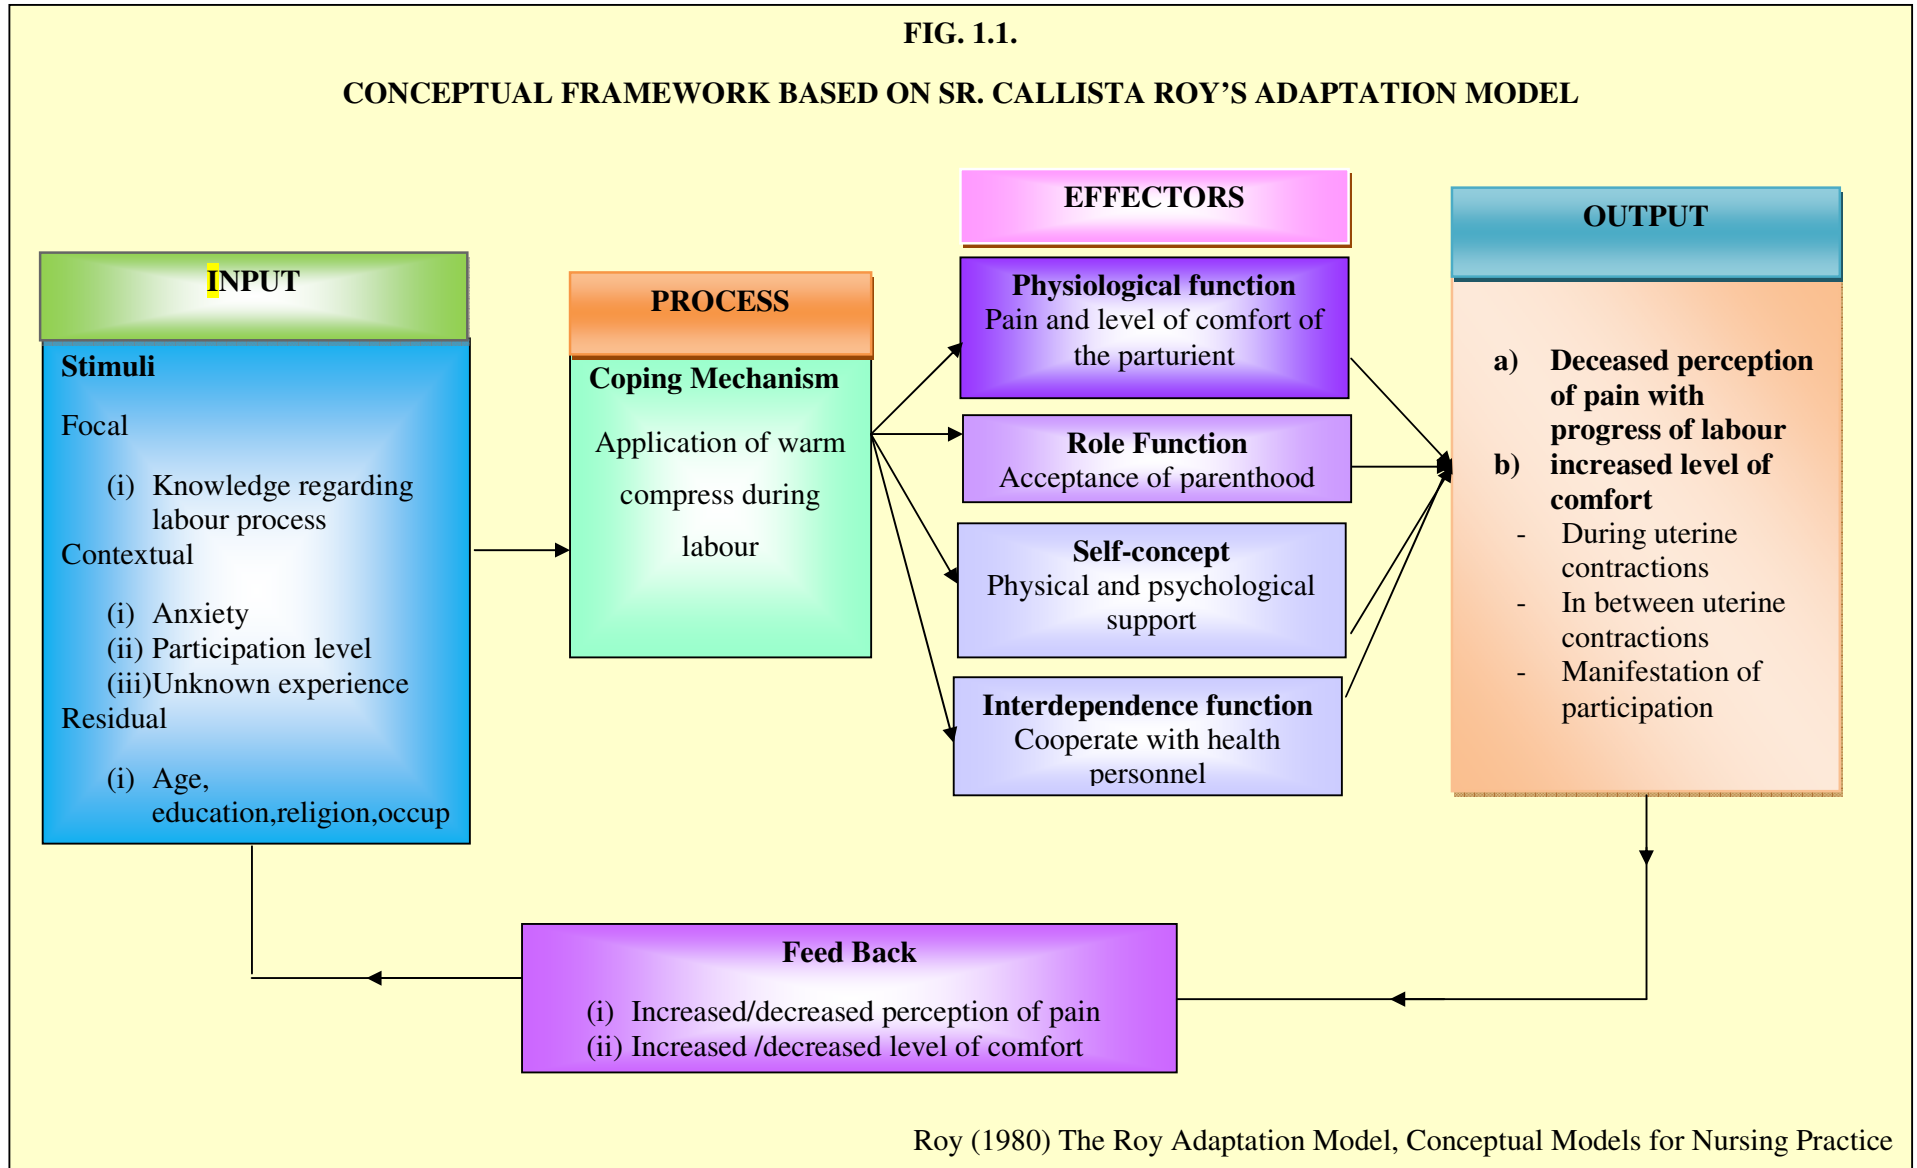 FIG. 1.1.
CONCEPTUAL FRAMEWORK BASED ON SR. CALLISTA ROY'S ADAPTATION MODEL
INPUT
Stimuli
Focal
(i) Knowledge regarding
labour process
Contextual
(i) Anxiety
(ii) Participation level
(iii)Unknown experience
Residual
(i) Age,
education,religion,occup
PROCESS
Coping Mechanism
Application of warm
compress during
labour
EFFECTORS
Physiological function
Pain and level of comfort of
the parturient
Role Function
Acceptance of parenthood
Self-concept
Physical and psychological
support
Interdependence function
Cooperate with health
personnel
OUTPUT
a) Deceased perception
of pain with
progress of labour
b) increased level of
comfort
- During uterine
contractions
- In between uterine
contractions
- Manifestation of
participation
Feed Back
(i) Increased/decreased perception of pain
(ii) Increased /decreased level of comfort
Roy (1980) The Roy Adaptation Model, Conceptual Models for Nursing Practice